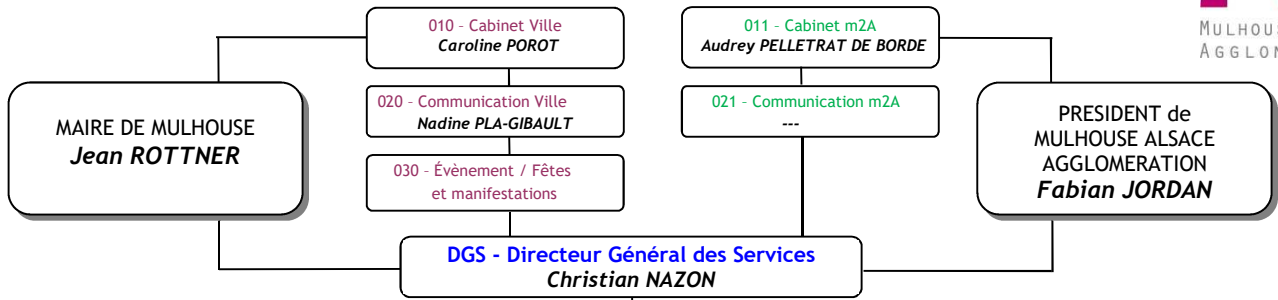 010 - Cabinet Ville
Caroline POROT
011 - Cabinet m2A
Audrey PELLETRAT DE BORDE
MULHOUS
AGGLON
MAIRE DE MULHOUSE
Jean ROTTNER
020 - Communication Ville
Nadine PLA-GIBAULT
021 - Communication m2A
---
PRESIDENT de
MULHOUSE ALSACE
AGGLOMERATION
Fabian JORDAN
030 - Évènement / Fêtes
et manifestations
DGS - Directeur Général des Services
Christian NAZON